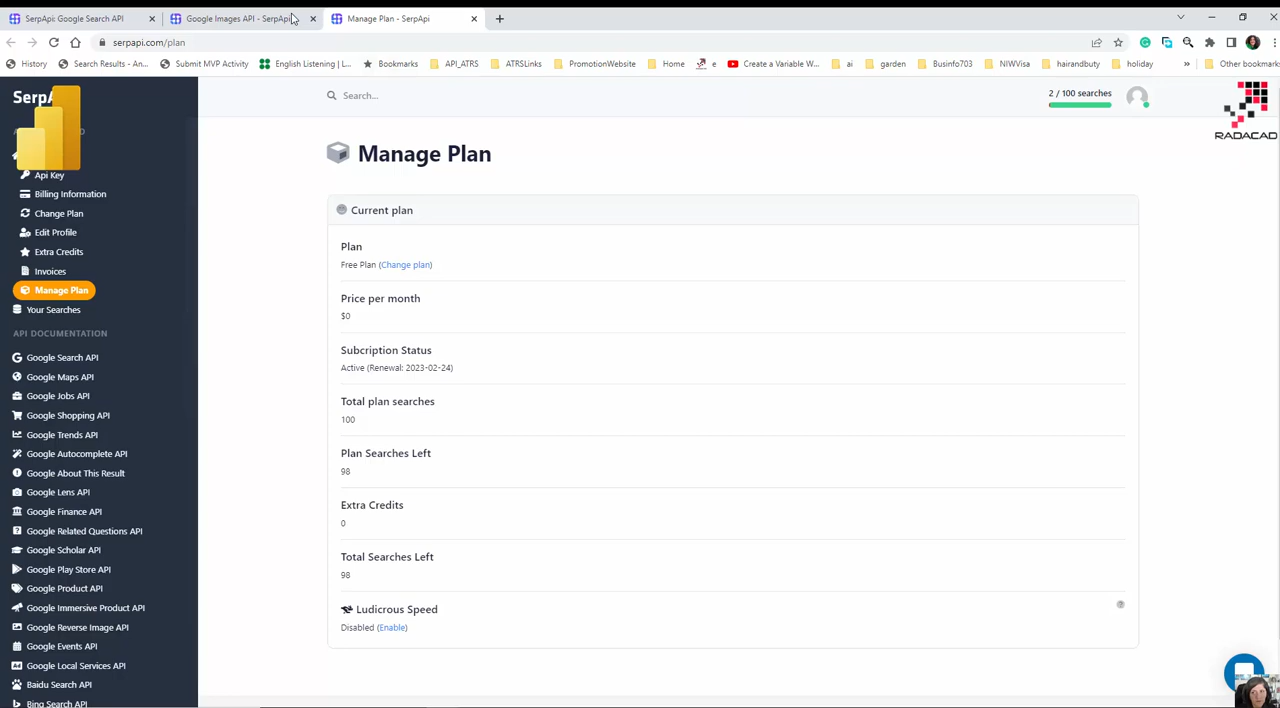 SerpApi: Google Search API
Google Images API - SerpApi
Manage Plan - SerpApi
serpapi.com/plan
History
Search Results - An...
Submit MVP Activity
English Listening | L...
Bookmarks
API_ATRS
ATRSLinks
PromotionWebsite
Home
e
Create a Variable W...
ai
garden
Businfo703
NIWVisa
hairandbuty
holiday
»
Other bookmarks
Search...
2 / 100 searches
RADACAD
Api Key
Billing Information
Change Plan
Edit Profile
Extra Credits
Invoices
Manage Plan
Your Searches
API DOCUMENTATION
Google Search API
Google Maps API
Google Jobs API
Google Shopping API
Google Trends API
Google Autocomplete API
Google About This Result
Google Lens API
Google Finance API
Google Related Questions API
Google Scholar API
Google Play Store API
Google Product API
Google Immersive Product API
Google Reverse Image API
Google Events API
Google Local Services API
Baidu Search API
Bing Search API
Manage Plan
Current plan
Plan
Free Plan (Change plan)
Price per month
$0
Subcription Status
Active (Renewal: 2023-02-24)
Total plan searches
100
Plan Searches Left
98
Extra Credits
0
Total Searches Left
98
Ludicrous Speed
Disabled (Enable)